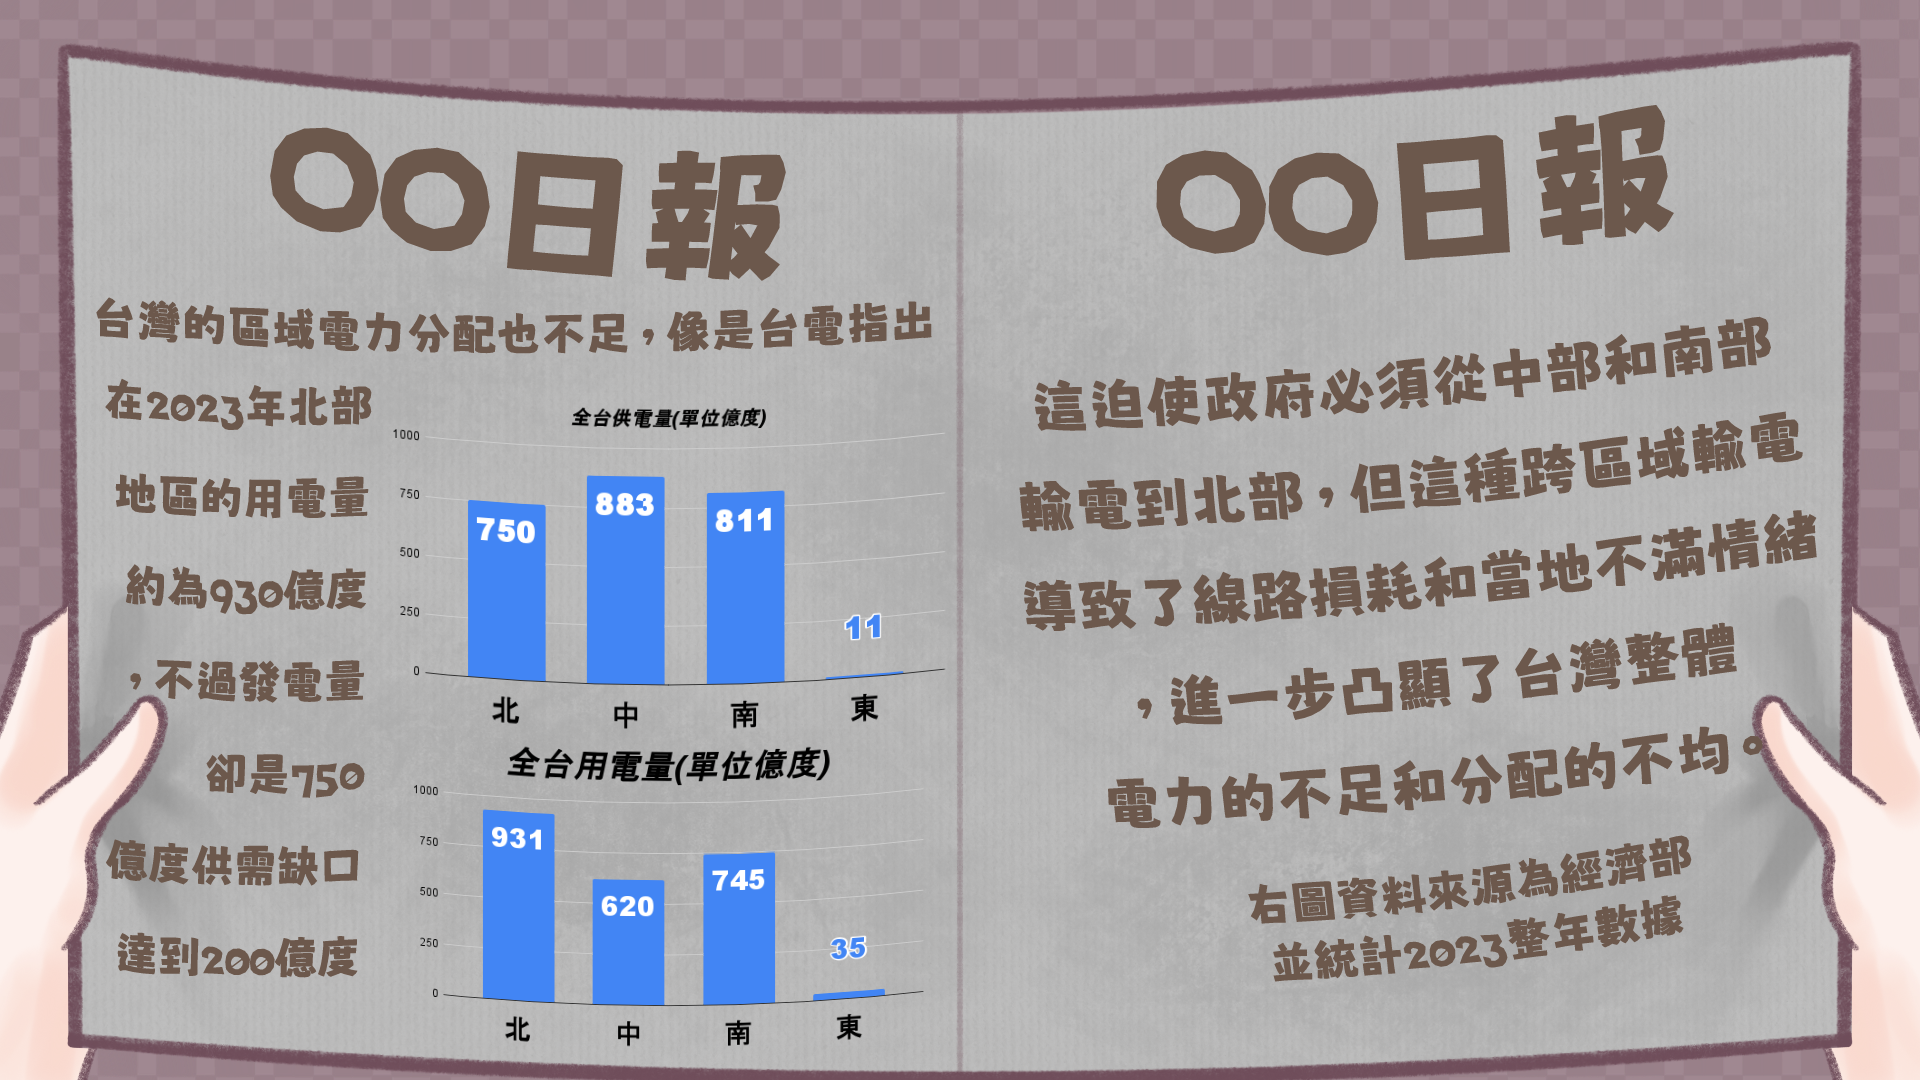 〇〇日報
台灣的區域電力分配也不足，像是台電指出
在2023年北部
地區的用電量
約為930億度
，不過發電量
卻是750
億度供需缺口
達到200億度
全台供電量(單位億度)
1000
750
500
250
0
750
883
811
11
北
中
南
東
全台用電量(單位億度)
1000
750
500
250
0
931
620
745
35
北
中
南
東
〇〇日報
這迫使政府必須從中部和南部
輸電到北部，但這種跨區域輸電
導致了線路損耗和當地不滿情緒
，進一步凸顯了台灣整體
電力的不足和分配的不均。
右圖資料來源為經濟部
並統計2023整年數據